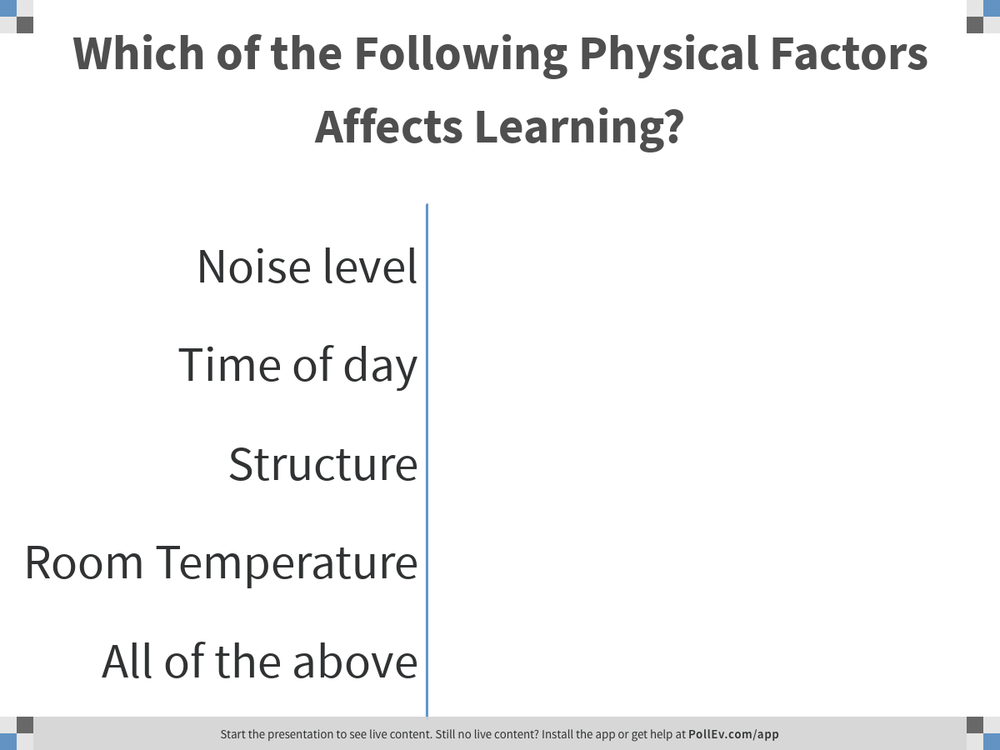 Which of the Following Physical Factors
Affects Learning?
Noise level
Time of day
Structure
Room Temperature
All of the above
Start the presentation to see live content. Still no live content? Install the app or get help at PollEv.com/app